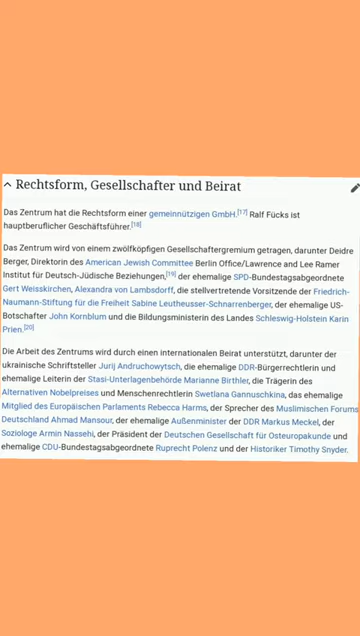 Rechtsform, Gesellschafter und Beirat
Das Zentrum hat die Rechtsform einer gemeinnützigen GmbH.[17] Ralf Fücks ist
hauptberuflicher Geschäftsführer.[18]
Das Zentrum wird von einem zwölfköpfigen Gesellschaftergremium getragen, darunter Deidre
Berger, Direktorin des American Jewish Committee Berlin Office/Lawrence and Lee Ramer
Institut für Deutsch-Jüdische Beziehungen,[19] der ehemalige SPD-Bundestagsabgeordnete
Gert Weisskirchen, Alexandra von Lambsdorff, die stellvertretende Vorsitzende der Friedrich-
Naumann-Stiftung für die Freiheit Sabine Leutheusser-Schnarrenberger, der ehemalige US-
Botschafter John Kornblum und die Bildungsministerin des Landes Schleswig-Holstein Karin
Prien.[20]
Die Arbeit des Zentrums wird durch einen internationalen Beirat unterstützt, darunter der
ukrainische Schriftsteller Jurij Andruchowytsch, die ehemalige DDR-Bürgerrechtlerin und
ehemalige Leiterin der Stasi-Unterlagenbehörde Marianne Birthler, die Trägerin des
Alternativen Nobelpreises und Menschenrechtlerin Swetlana Gannuschkina, das ehemalige
Mitglied des Europäischen Parlaments Rebecca Harms, der Sprecher des Muslimischen Forums
Deutschland Ahmad Mansour, der ehemalige Außenminister der DDR Markus Meckel, der
Soziologe Armin Nassehi, der Präsident der Deutschen Gesellschaft für Osteuropakunde und
ehemalige CDU-Bundestagsabgeordnete Ruprecht Polenz und der Historiker Timothy Snyder.